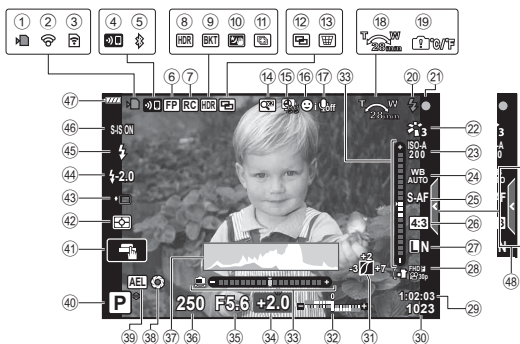 ① ② ③ ④ ⑤ ⑧ ⑨ ⑩ ⑪ ⑫ ⑬ ⑱ ⑲
HDR BKT
T W
28mm
°C/°F
⑥ ⑦ ⑭ ⑮ ⑯ ⑰ ㉝ ⑳ ㉑
FP RC HDR
off
T W
28mm
㊼
S-IS ON
㊻
㊺
-2.0
㊹
㊸
㊷
㊶
3
㉒
ISO-A
200
㉓
WB
AUTO
㉔
S-AF
㉕
4:3
㉖
L N
㉗
FHD F
30p
㉘
+2
-3 +7 -7
AEL
P
㊵
250 F5.6 +2.0
0
1:02:03
㉙
1023
㊴ ㊳ ㊲ ㊱ ㉟ ㉞ ㉝ ㉜ ㉛ ㉚
㊽